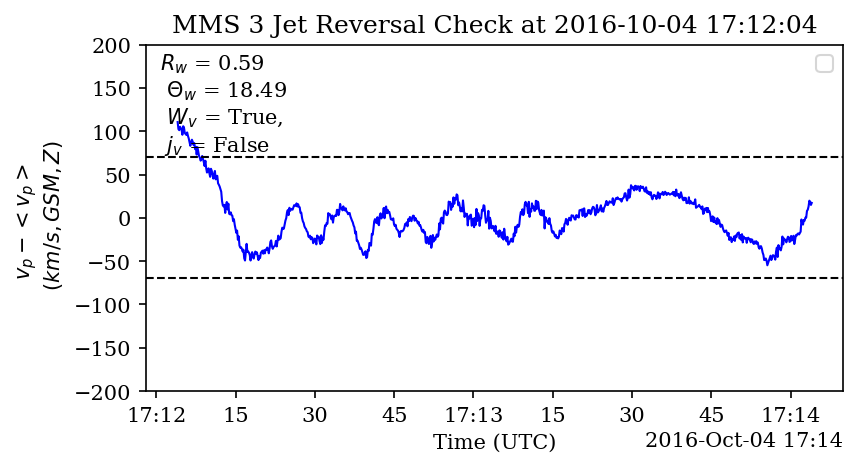 MMS 3 Jet Reversal Check at 2016-10-04 17:12:04
R_w = 0.59
Θ_w = 18.49
W_v = True,
j_v = False
v_p − < v_p >
(km/s, GSM, Z)
200
150
100
50
0
−50
−100
−150
−200
17:12 15 30 45 17:13 15 30 45 17:14
Time (UTC)
2016-Oct-04 17:14